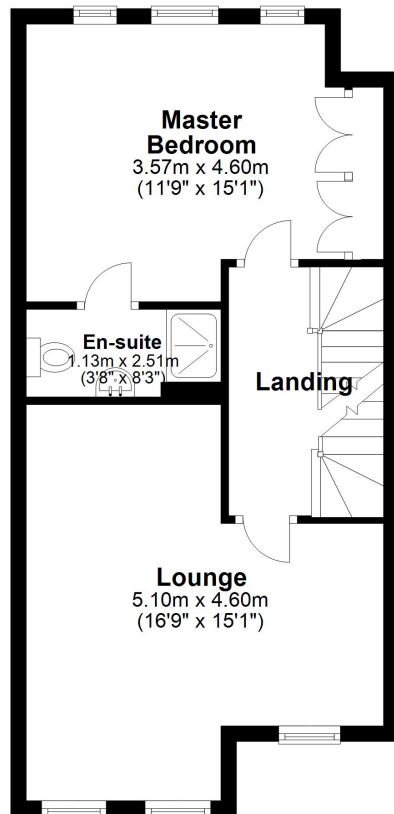 Master
Bedroom
3.57m x 4.60m
(11'9" x 15'1")
En-suite
1.13m x 2.51m
(3'8" x 8'3")
Landing
Lounge
5.10m x 4.60m
(16'9" x 15'1")